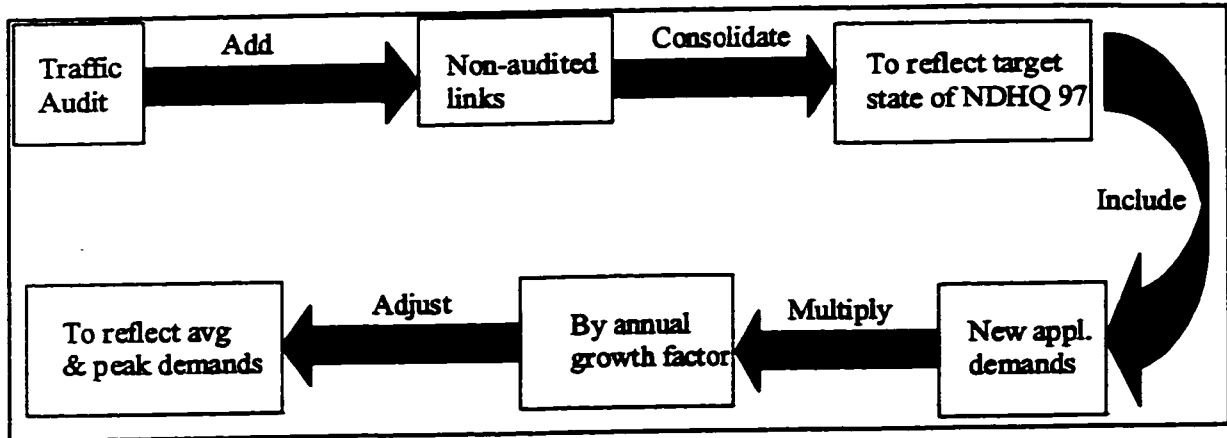 Traffic
Audit
Add
Non-audited
links
Consolidate
To reflect target
state of NDHQ 97
Include
New appl.
demands
Multiply
By annual
growth factor
Adjust
To reflect avg
& peak demands